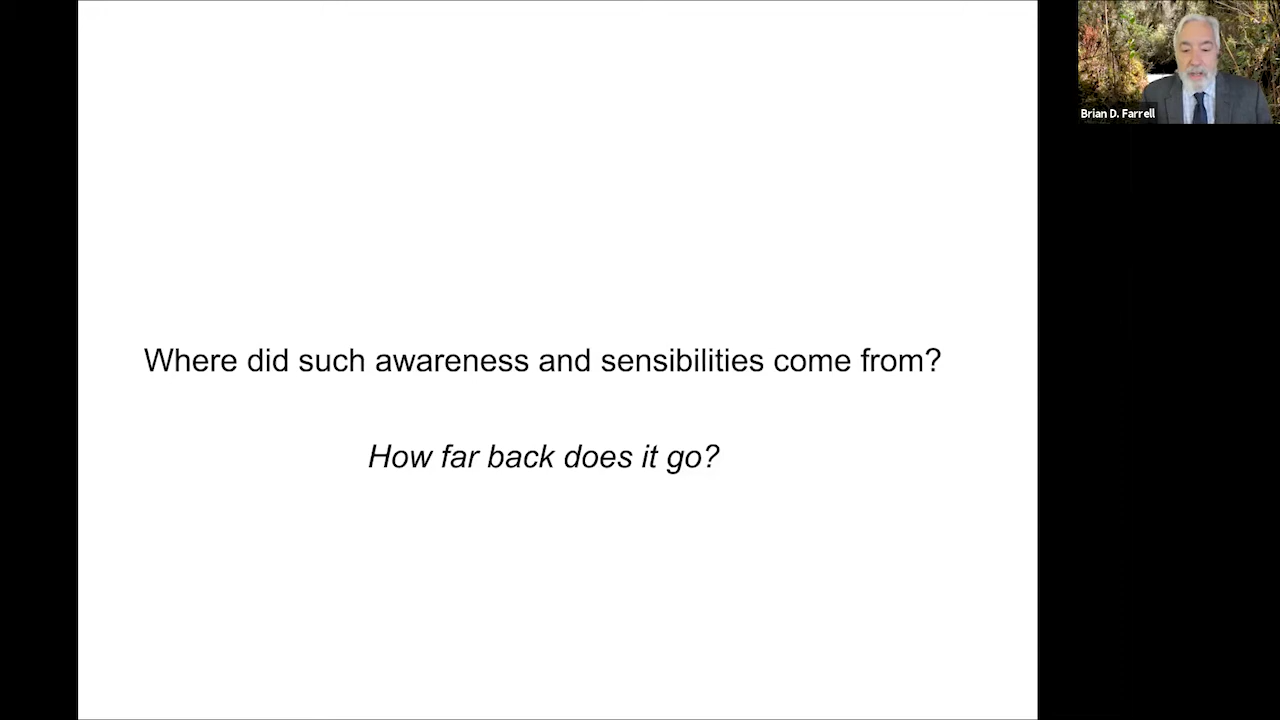 Where did such awareness and sensibilities come from?
How far back does it go?
Brian D. Farrell